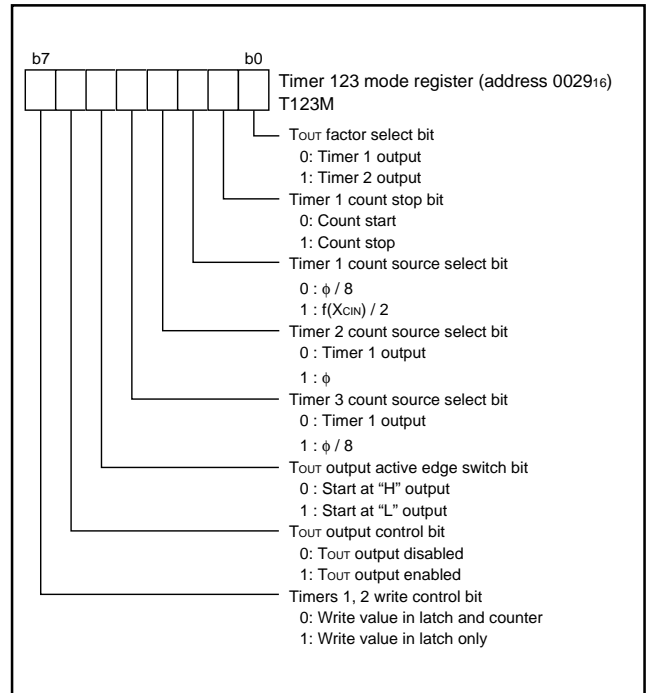 b7 b0
Timer 123 mode register (address 002916)
T123M
TOUT factor select bit
0: Timer 1 output
1: Timer 2 output
Timer 1 count stop bit
0: Count start
1: Count stop
Timer 1 count source select bit
0 : ϕ / 8
1 : f(XCIN) / 2
Timer 2 count source select bit
0 : Timer 1 output
1 : ϕ
Timer 3 count source select bit
0 : Timer 1 output
1 : ϕ / 8
TOUT output active edge switch bit
0 : Start at “H” output
1 : Start at “L” output
TOUT output control bit
0: TOUT output disabled
1: TOUT output enabled
Timers 1, 2 write control bit
0: Write value in latch and counter
1: Write value in latch only